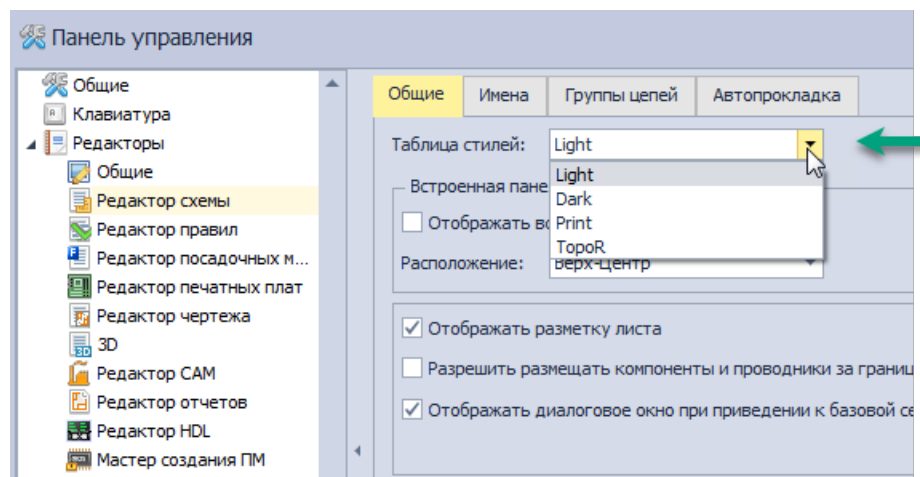 Панель управления
Общие
Клавиатура
Редакторы
Общие
Редактор схемы
Редактор правил
Редактор посадочных м...
Редактор печатных плат
Редактор чертежа
3D
Редактор CAM
Редактор отчетов
Редактор HDL
Мастер создания ПМ
Общие Имена Группы цепей Автопрокладка
Таблица стилей: Light
Light
Dark
Print
TopoR
Встроенная пане
Отображать в
Расположение: Верх-Центр
Отображать разметку листа
Разрешить размещать компоненты и проводники за границ
Отображать диалоговое окно при приведении к базовой се